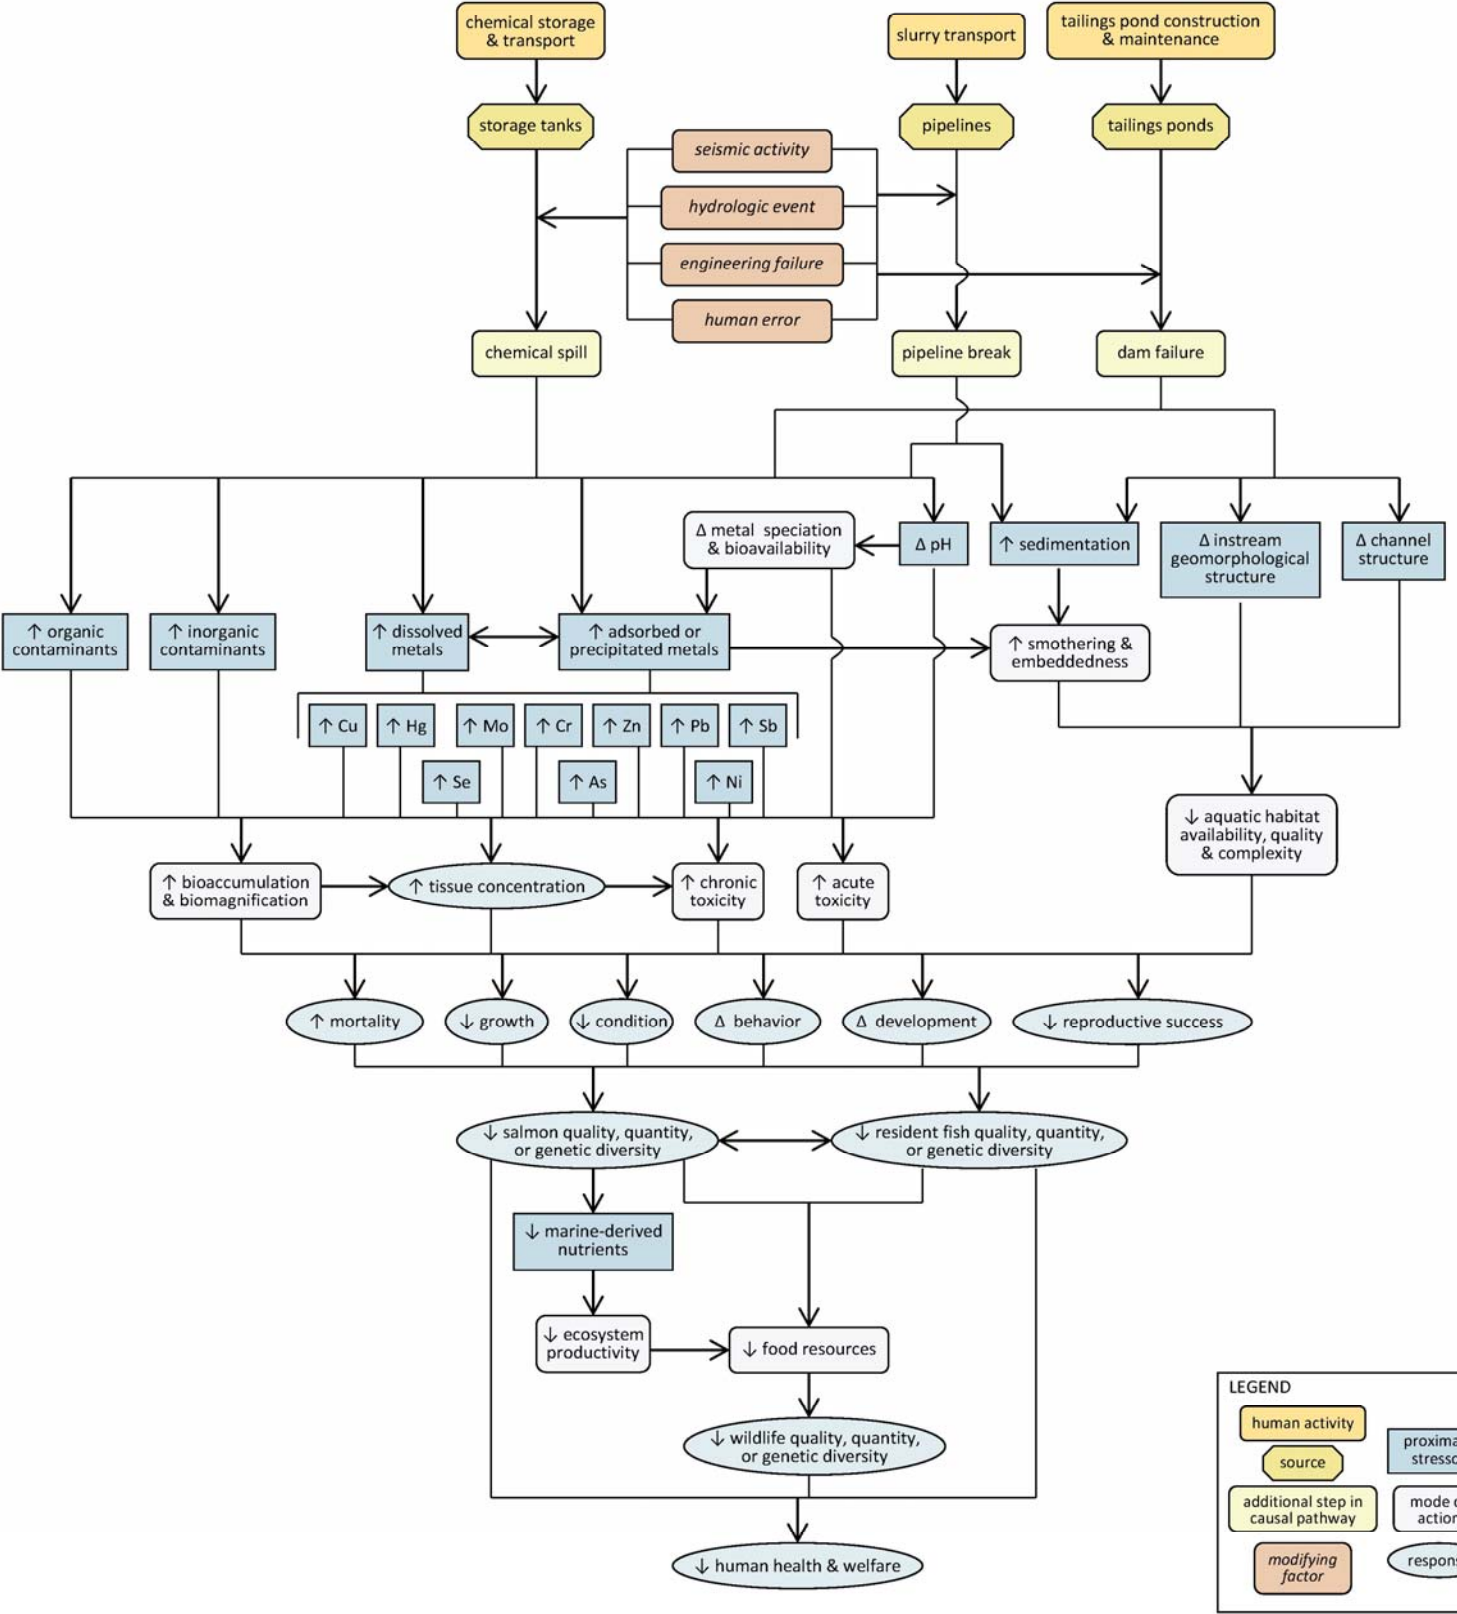 chemical storage
& transport
slurry transport
tailings pond construction
& maintenance
storage tanks
pipelines
tailings ponds
seismic activity
hydrologic event
engineering failure
human error
chemical spill
pipeline break
dam failure
Δ metal speciation
& bioavailability
Δ pH
↑ sedimentation
Δ instream
geomorphological
structure
Δ channel
structure
↑ organic
contaminants
↑ inorganic
contaminants
↑ dissolved
metals
↑ adsorbed or
precipitated metals
↑ smothering &
embeddedness
↑ Cu
↑ Hg
↑ Mo
↑ Cr
↑ Zn
↑ Pb
↑ Sb
↑ Se
↑ As
↑ Ni
↓ aquatic habitat
availability, quality
& complexity
↑ bioaccumulation
& biomagnification
↑ tissue concentration
↑ chronic
toxicity
↑ acute
toxicity
↑ mortality
↓ growth
↓ condition
Δ behavior
Δ development
↓ reproductive success
↓ salmon quality, quantity,
or genetic diversity
↓ resident fish quality, quantity,
or genetic diversity
↓ marine-derived
nutrients
↓ ecosystem
productivity
↓ food resources
↓ wildlife quality, quantity,
or genetic diversity
↓ human health & welfare
LEGEND
human activity
source
additional step in
causal pathway
modifying
factor
mode